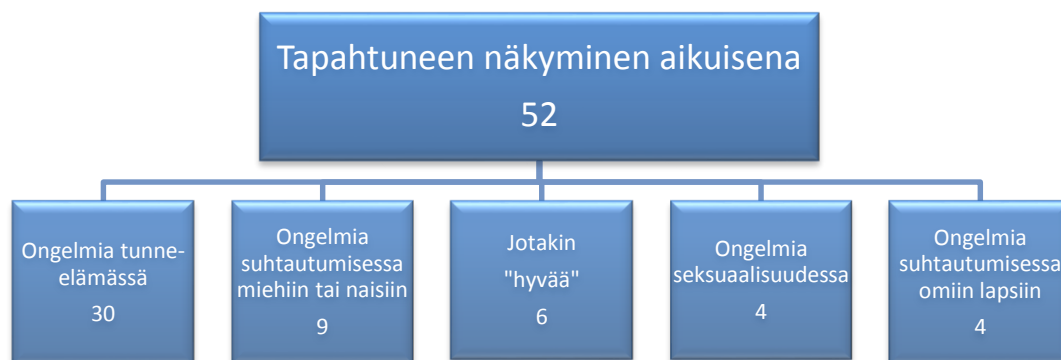 Tapahtuneen näkyminen aikuisena
52
Ongelmia tunne-
elämässä
30
Ongelmia
suhtautumisessa
miehiin tai naisiin
9
Jotakin
"hyvää"
6
Ongelmia
seksuaalisuudessa
4
Ongelmia
suhtautumisessa
omiin lapsiin
4